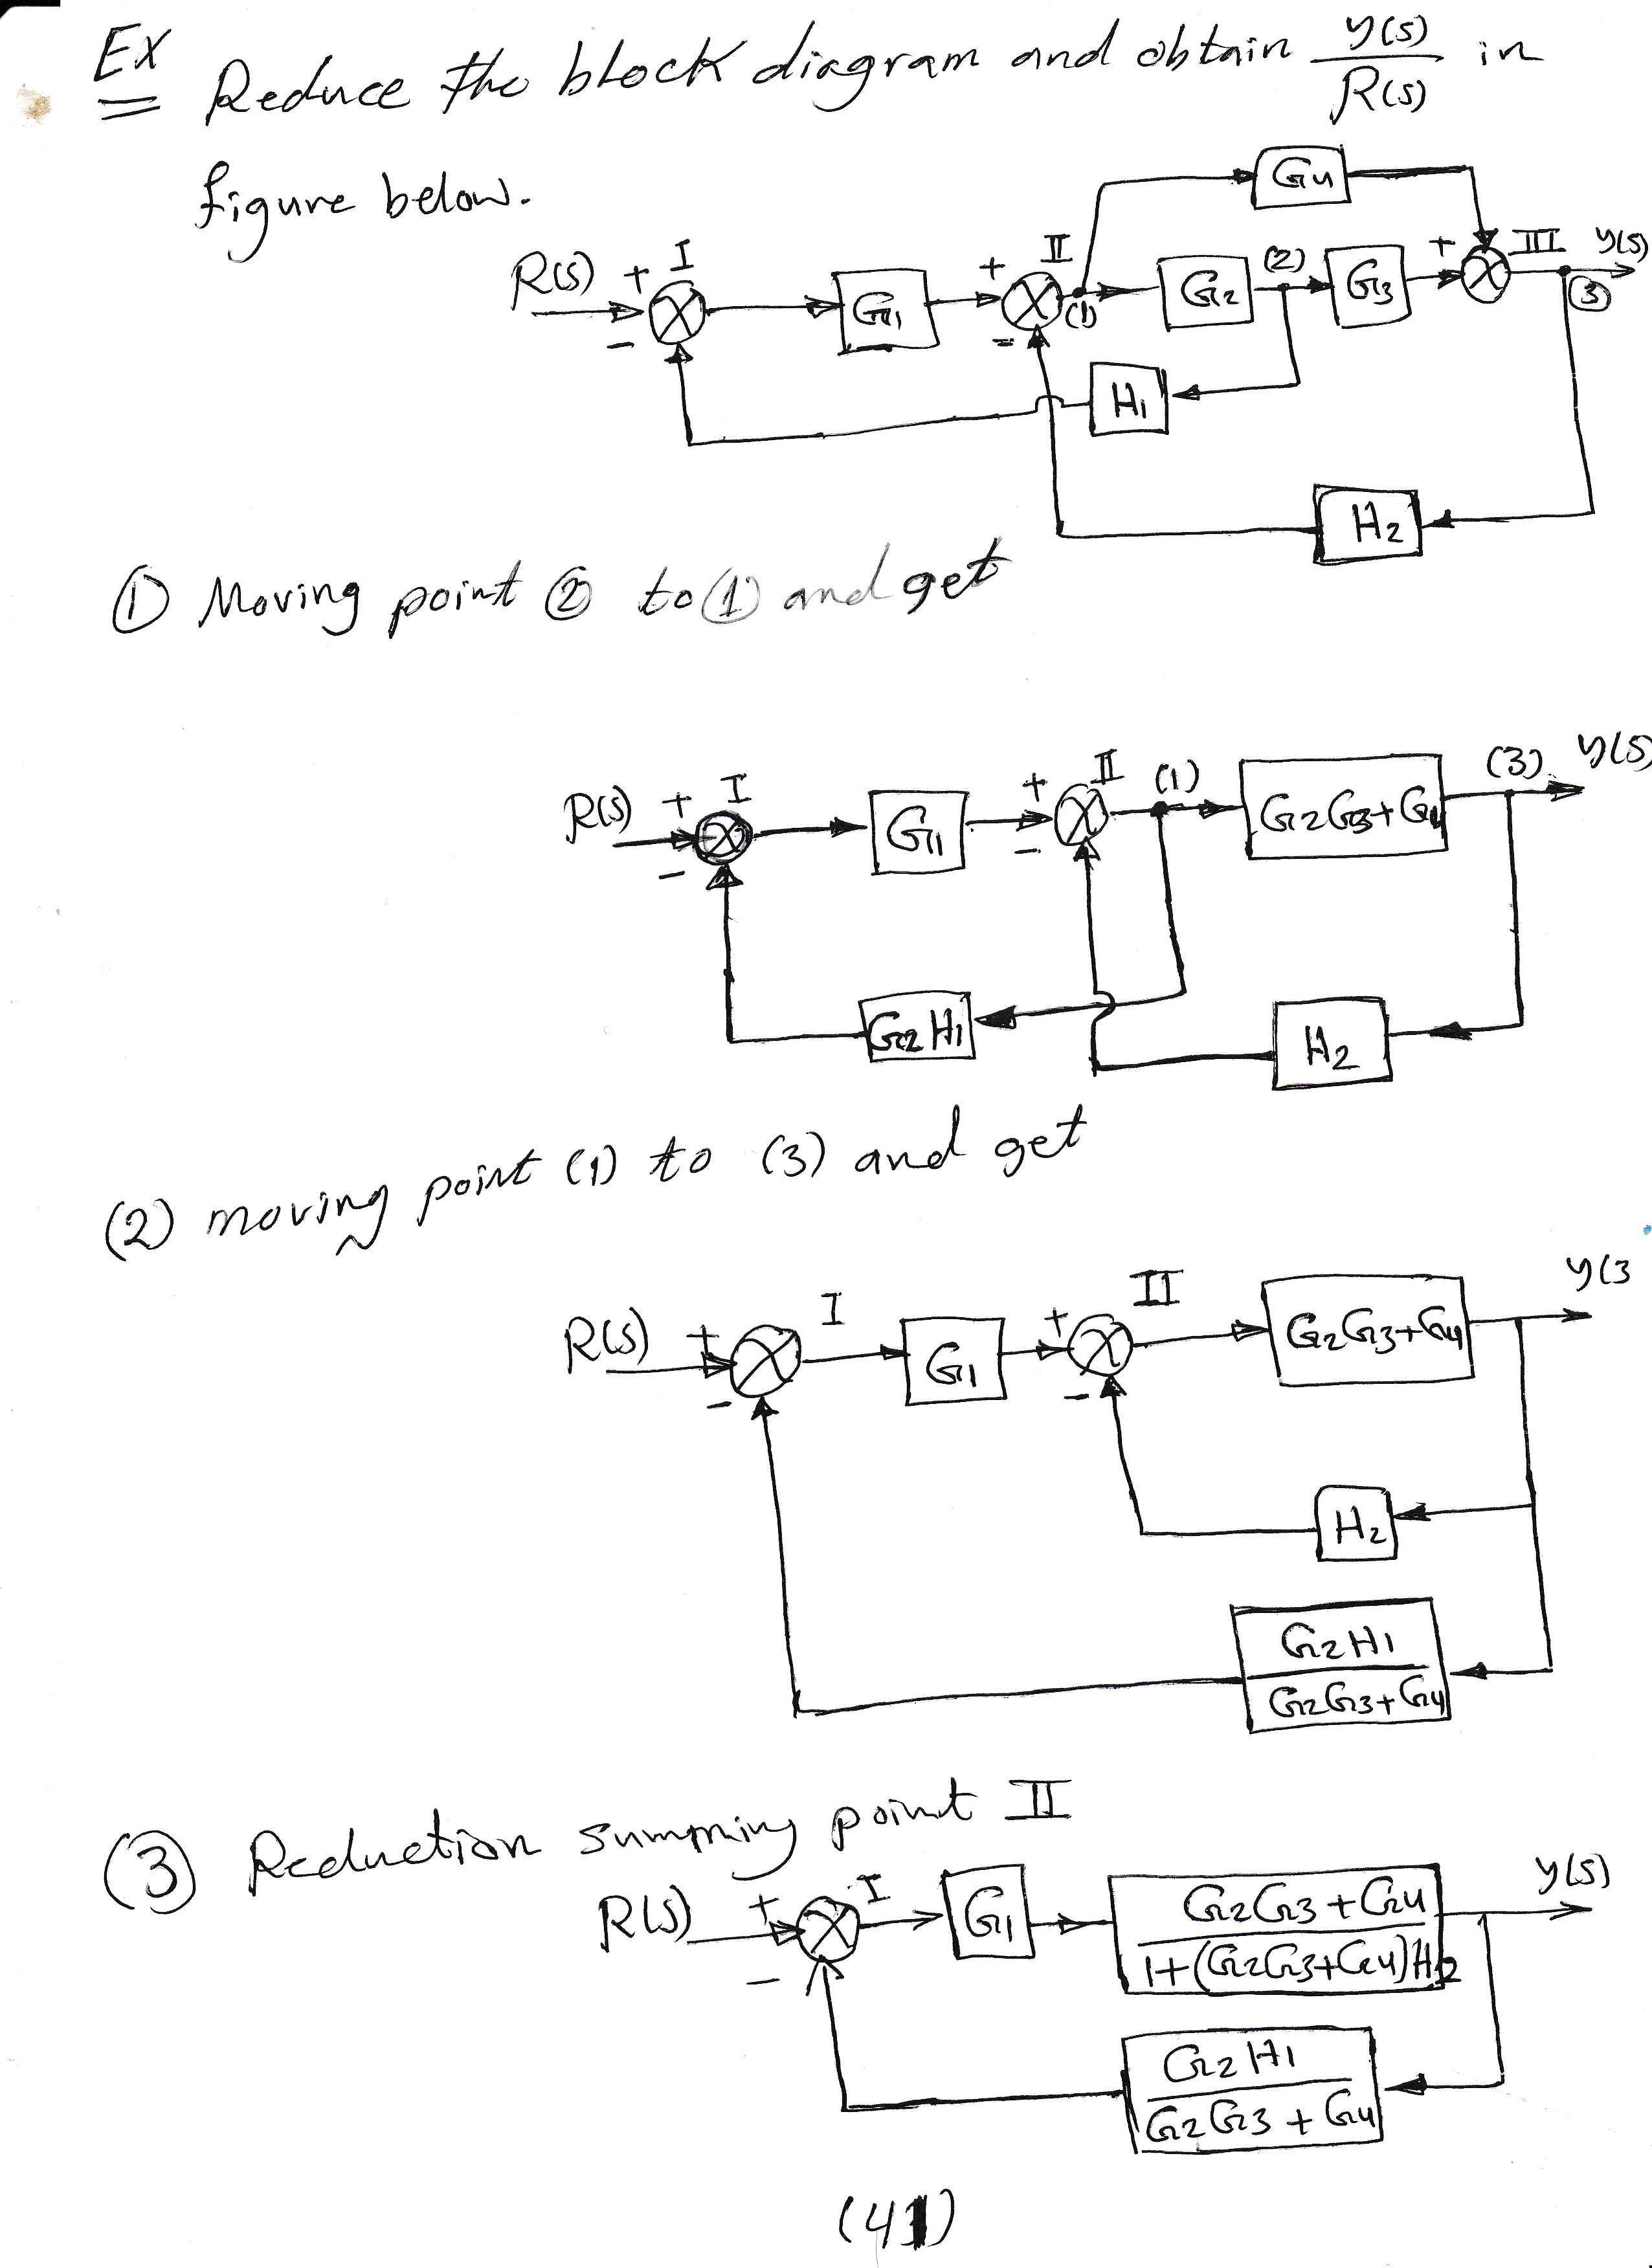 Ex Reduce the block diagram and obtain y(s)/R(s) in
figure below.
G4
R(s) + I - G1 + II - (1) G2 (2) G3 + III y(s) (3)
H1
H2
① Moving point ② to (1) and get
R(s) + I - G1 + II - (1) G2G3+G4 (3) y(s)
G2H1 H2
(2) moving point (1) to (3) and get
R(s) + I - G1 + II - G2G3+G4 y(3
H2
G2H1
G2G3+G4
(3) Reduction summing point II
R(s) + I - G1 G2G3+G4 y(s)
1+(G2G3+G4)H2
G2H1
G2G3+G4
(41)